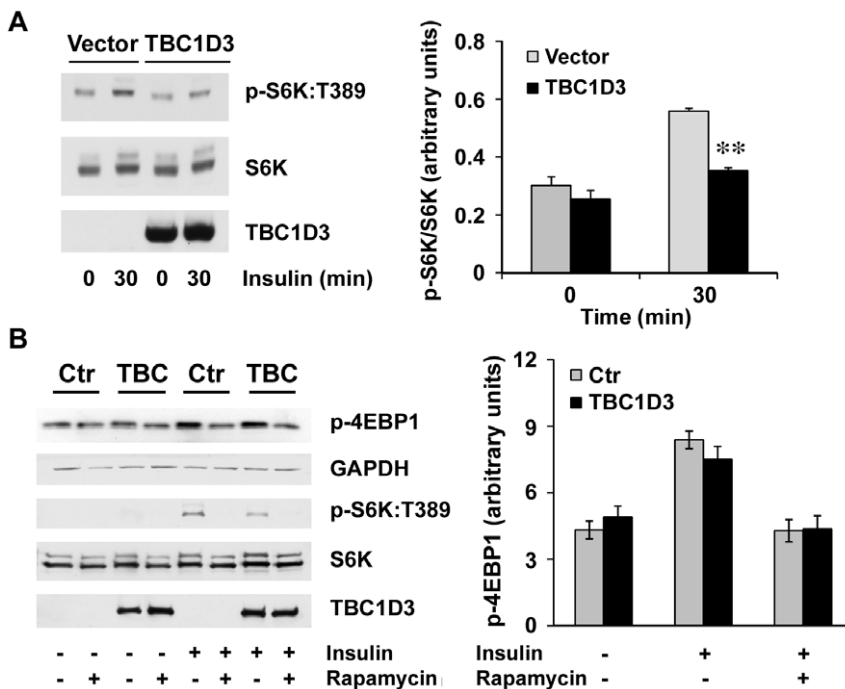 A
Vector TBC1D3
p-S6K:T389
S6K
TBC1D3
0 30 0 30 Insulin (min)
p-S6K/S6K (arbitrary units)
0.8
0.6
0.4
0.2
0
Vector
TBC1D3
**
0 30
Time (min)
B
Ctr TBC Ctr TBC
p-4EBP1
GAPDH
p-S6K:T389
S6K
TBC1D3
- - - - + + + + Insulin
- + - + - + - + Rapamycin
p-4EBP1 (arbitrary units)
12
9
6
3
0
Ctr
TBC1D3
Insulin - + +
Rapamycin - - +